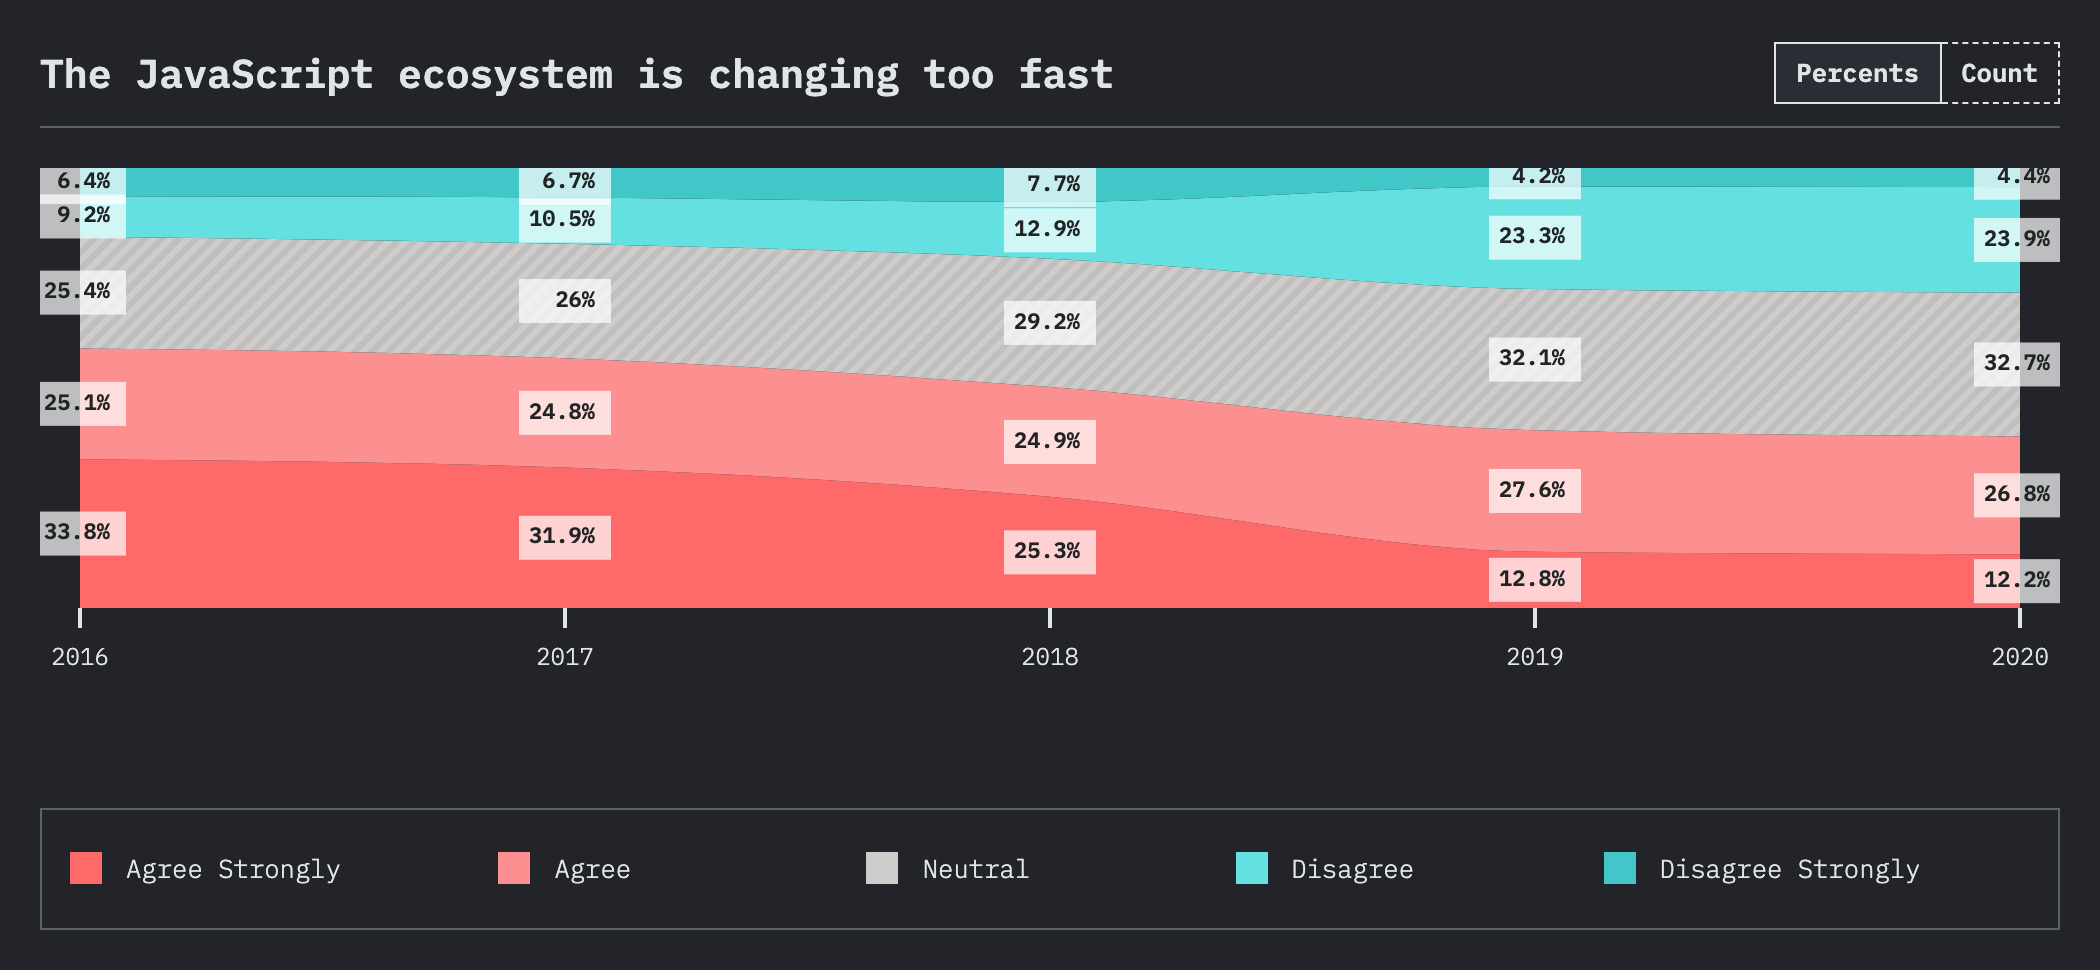 The JavaScript ecosystem is changing too fast
Percents Count
6.4% 6.7% 7.7% 4.2% 4.4%
9.2% 10.5% 12.9% 23.3% 23.9%
25.4% 26% 29.2% 32.1% 32.7%
25.1% 24.8% 24.9% 27.6% 26.8%
33.8% 31.9% 25.3% 12.8% 12.2%
2016 2017 2018 2019 2020
Agree Strongly Agree Neutral Disagree Disagree Strongly